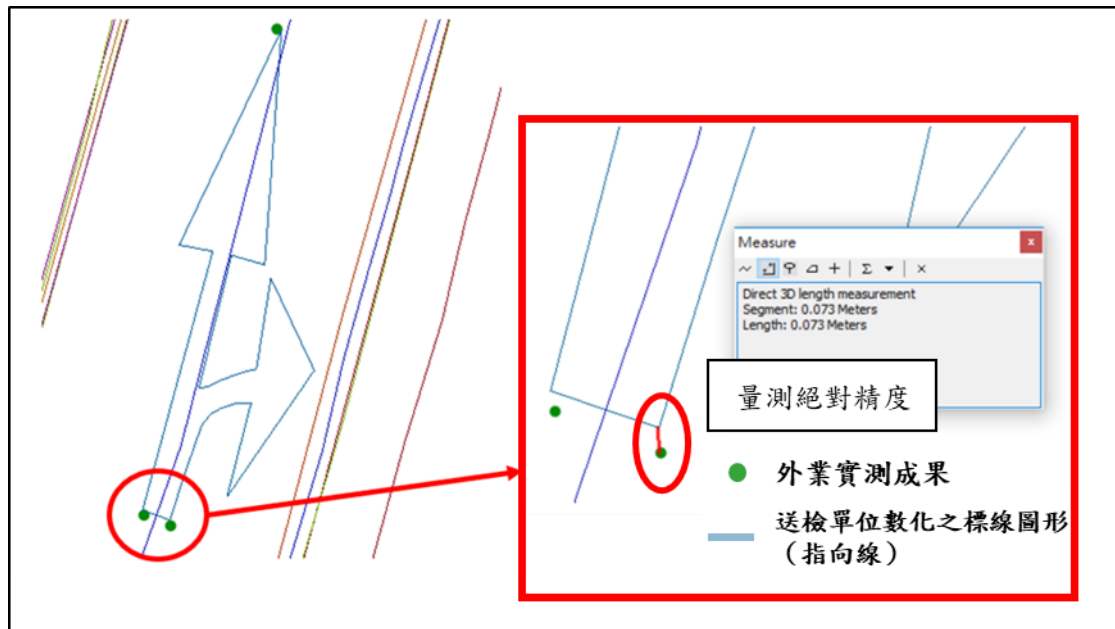 Measure
x
Direct 3D length measurement
Segment: 0.073 Meters
Length: 0.073 Meters
量測絕對精度
外業實測成果
送檢單位數化之標線圖形
（指向線）